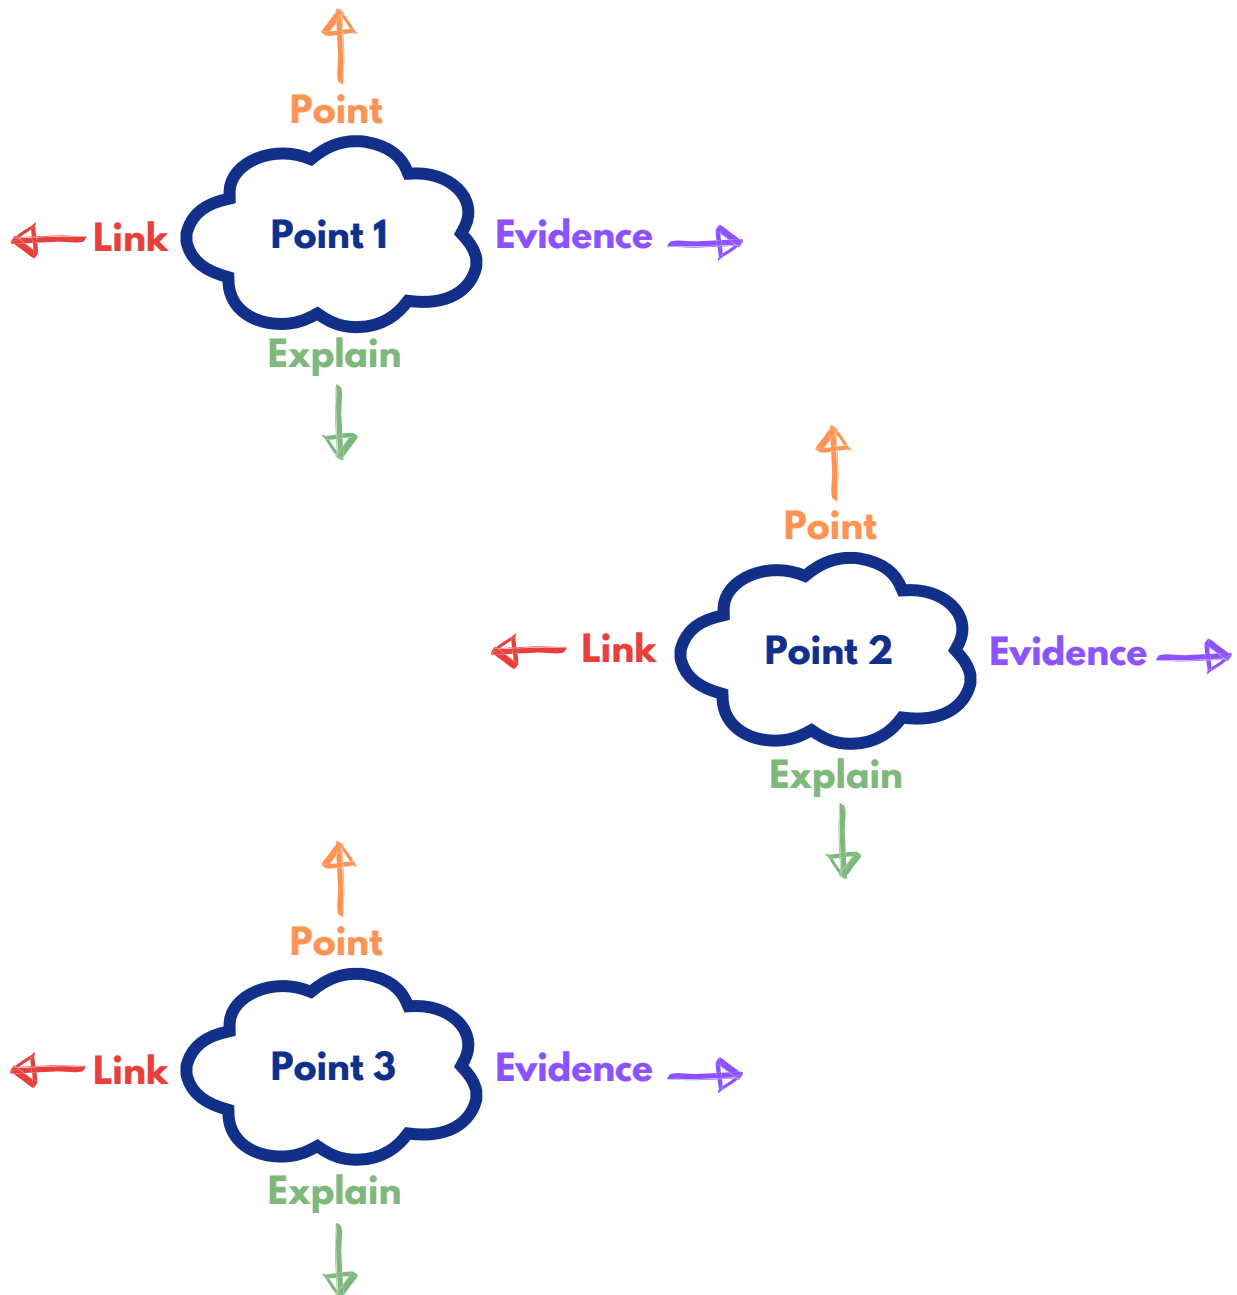 Point
Link
Point 1
Evidence
Explain
Point
Link
Point 2
Evidence
Explain
Point
Link
Point 3
Evidence
Explain